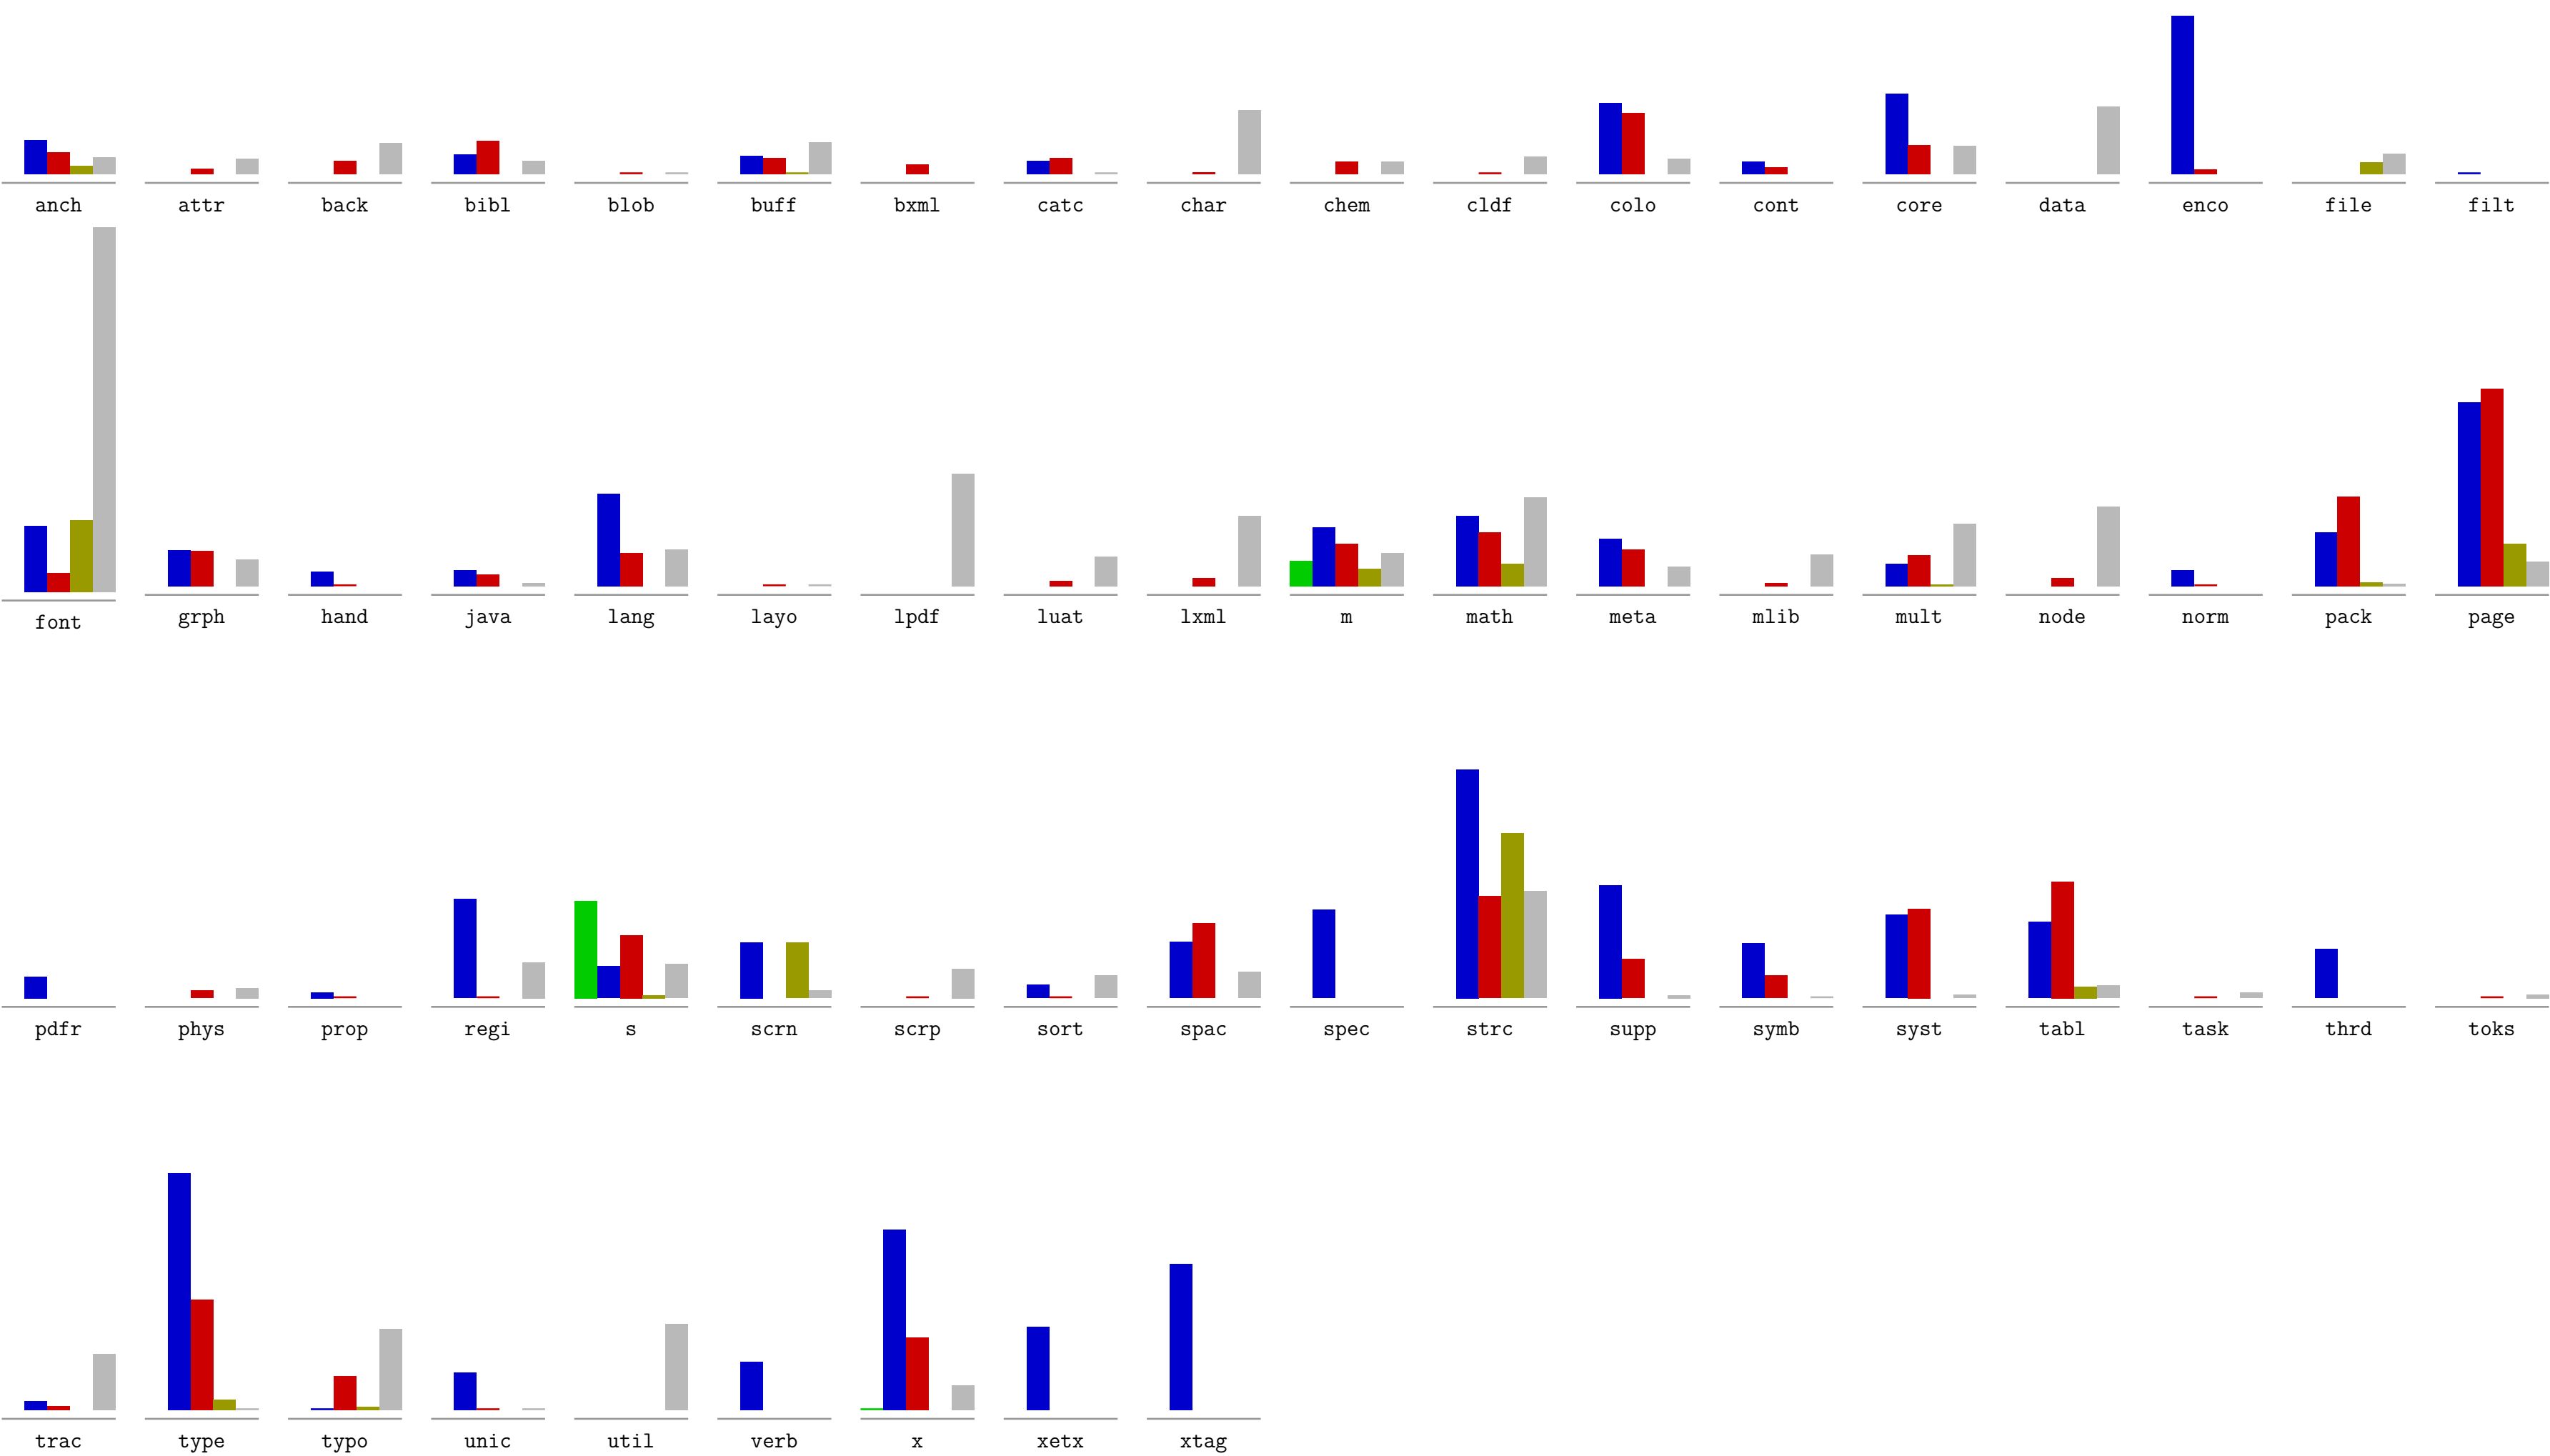 anch attr back bibl blob buff bxml catc char chem cldf colo cont core data enco file filt
font grph hand java lang layo lpdf luat lxml m math meta mlib mult node norm pack page
pdfr phys prop regi s scrn scrp sort spac spec strc supp symb syst tabl task thrd toks
trac type typo unic util verb x xetx xtag